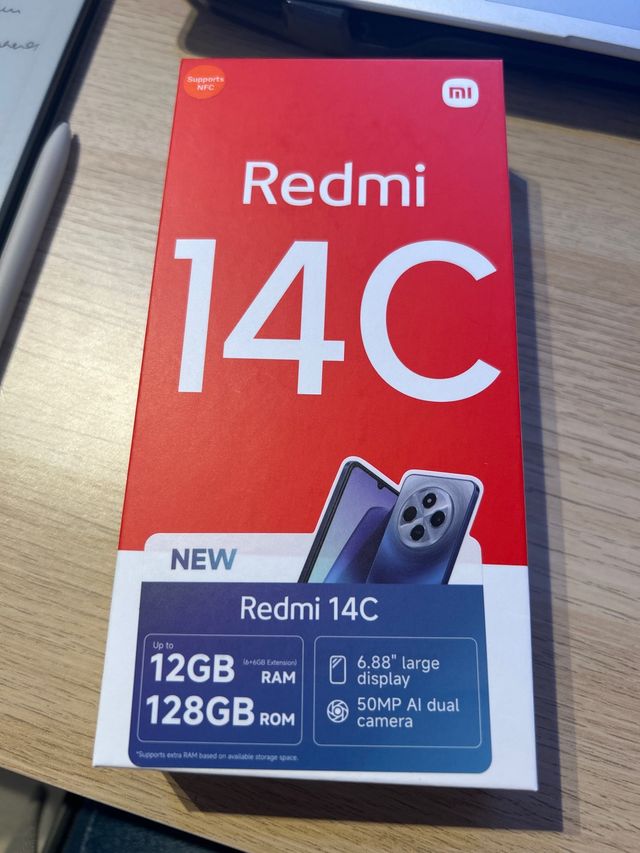 Supports
NFC
mi
Redmi
14C
NEW
Redmi 14C
Up to
12GB (6+6GB Extension) RAM
128GB ROM
6.88" large
display
50MP AI dual
camera
*Supports extra RAM based on available storage space.